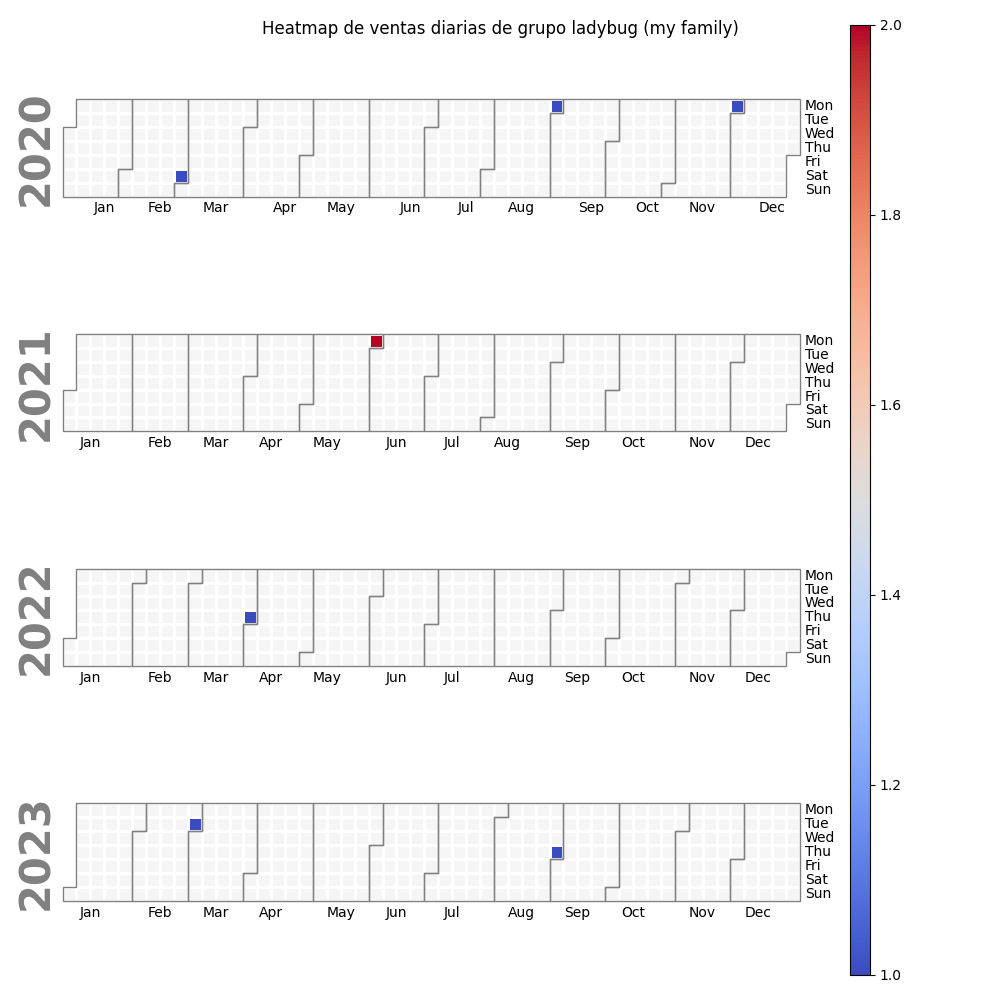 Heatmap de ventas diarias de grupo ladybug (my family)
2020
Mon
Tue
Wed
Thu
Fri
Sat
Sun
Jan Feb Mar Apr May Jun Jul Aug Sep Oct Nov Dec
2021
Mon
Tue
Wed
Thu
Fri
Sat
Sun
Jan Feb Mar Apr May Jun Jul Aug Sep Oct Nov Dec
2022
Mon
Tue
Wed
Thu
Fri
Sat
Sun
Jan Feb Mar Apr May Jun Jul Aug Sep Oct Nov Dec
2023
Mon
Tue
Wed
Thu
Fri
Sat
Sun
Jan Feb Mar Apr May Jun Jul Aug Sep Oct Nov Dec
2.0
1.8
1.6
1.4
1.2
1.0